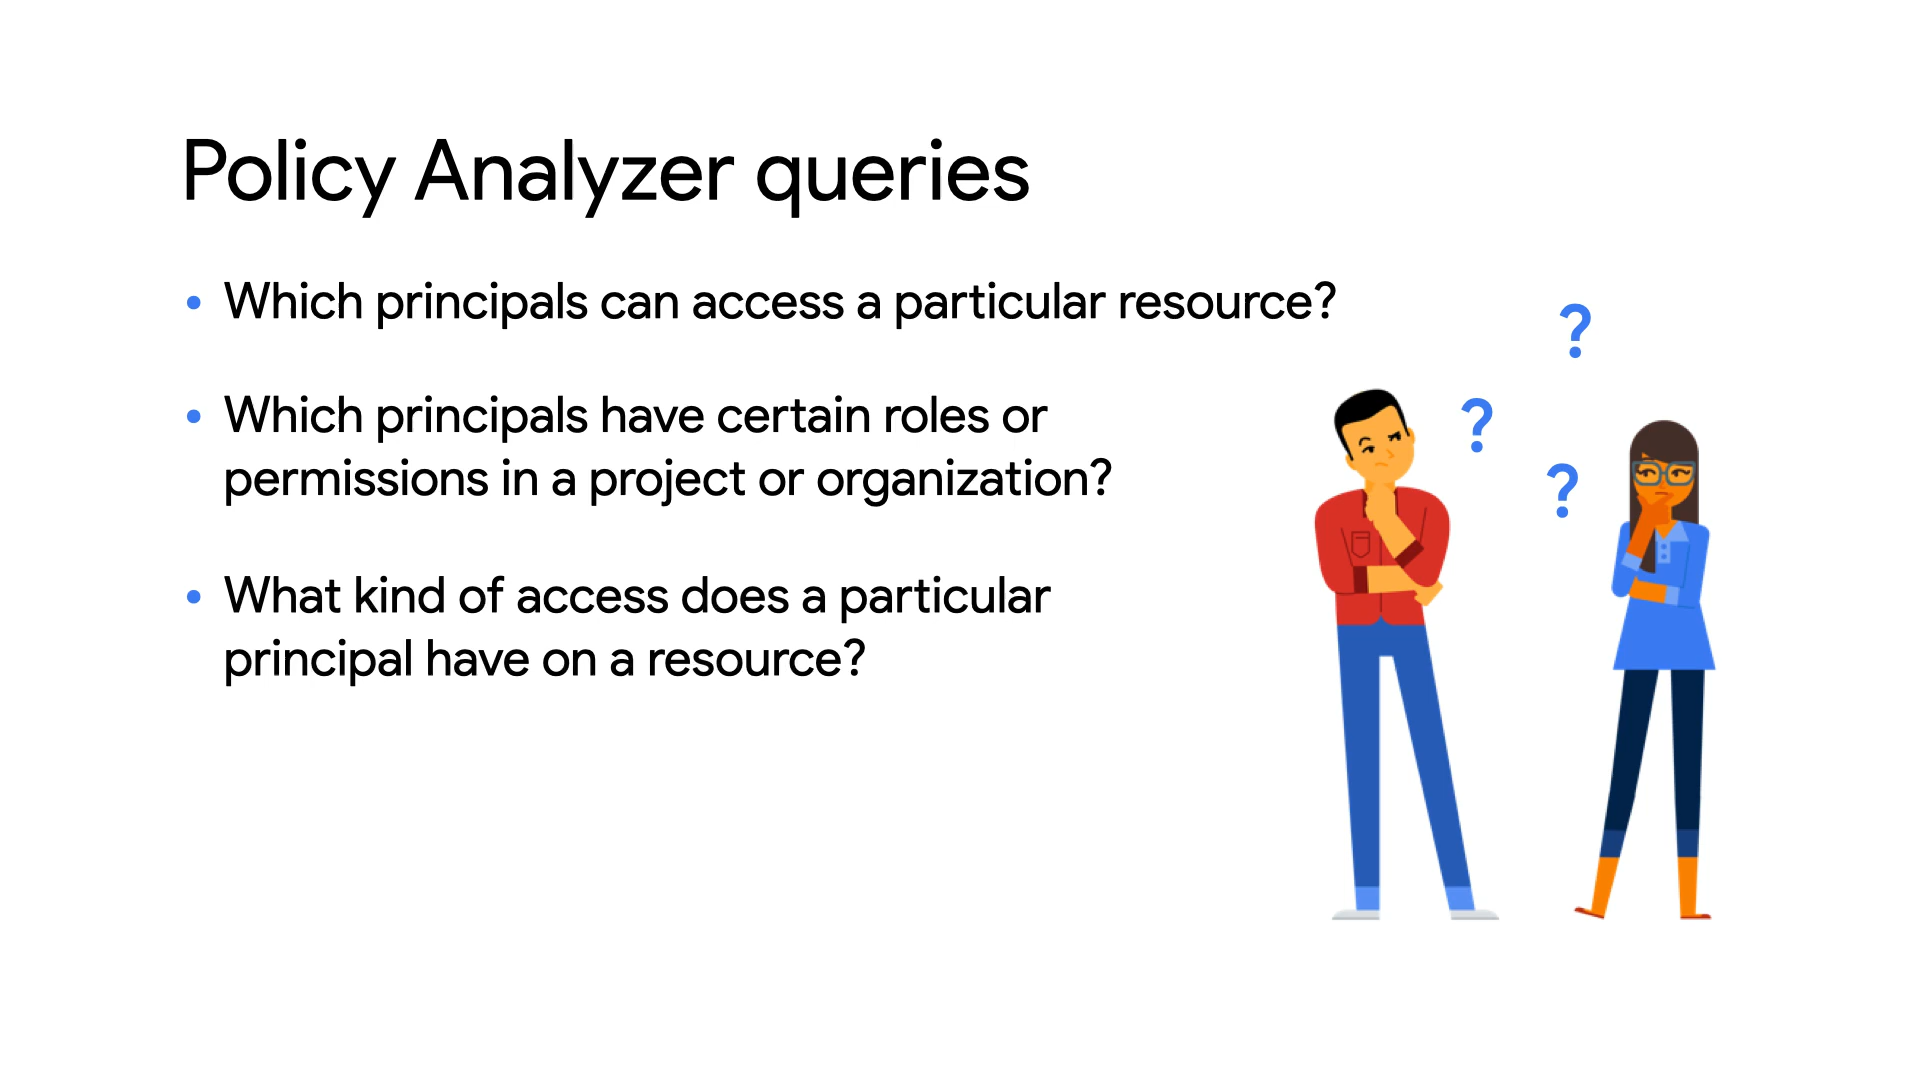 Policy Analyzer queries
• Which principals can access a particular resource?
• Which principals have certain roles or
permissions in a project or organization?
• What kind of access does a particular
principal have on a resource?
?
?
?